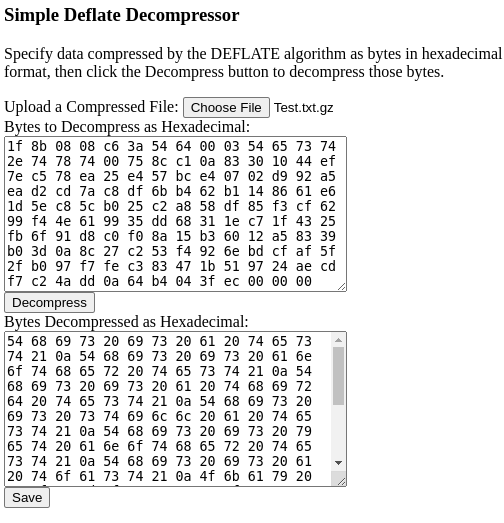 Simple Deflate Decompressor
Specify data compressed by the DEFLATE algorithm as bytes in hexadecimal
format, then click the Decompress button to decompress those bytes.
Upload a Compressed File: Choose File Test.txt.gz
Bytes to Decompress as Hexadecimal:
1f 8b 08 08 c6 3a 54 64 00 03 54 65 73 74
2e 74 78 74 00 75 8c c1 0a 83 30 10 44 ef
7e c5 78 ea 25 e4 57 bc e4 07 02 d9 92 a5
ea d2 cd 7a c8 df 6b b4 62 b1 14 86 61 e6
1d 5e c8 5c b0 25 c2 a8 58 df 85 f3 cf 62
99 f4 4e 61 99 35 dd 68 31 1e c7 1f 43 25
fb 6f 91 d8 c0 f0 8a 15 b3 60 12 a5 83 39
b0 3d 0a 8c 27 c2 53 f4 92 6e bd cf af 5f
2f b0 97 f7 fe c3 83 47 1b 51 97 24 ae cd
f7 c2 4a dd 0a 64 b4 04 3f ec 00 00 00
Decompress
Bytes Decompressed as Hexadecimal:
54 68 69 73 20 69 73 20 61 20 74 65 73
74 21 0a 54 68 69 73 20 69 73 20 61 6e
6f 74 68 65 72 20 74 65 73 74 21 0a 54
68 69 73 20 69 73 20 61 20 74 68 69 72
64 20 74 65 73 74 21 0a 54 68 69 73 20
69 73 20 73 74 69 6c 6c 20 61 20 74 65
73 74 21 0a 54 68 69 73 20 69 73 20 79
65 74 20 61 6e 6f 74 68 65 72 20 74 65
73 74 21 0a 54 68 69 73 20 69 73 20 61
20 74 6f 61 73 74 21 0a 4f 6b 61 79 20
Save